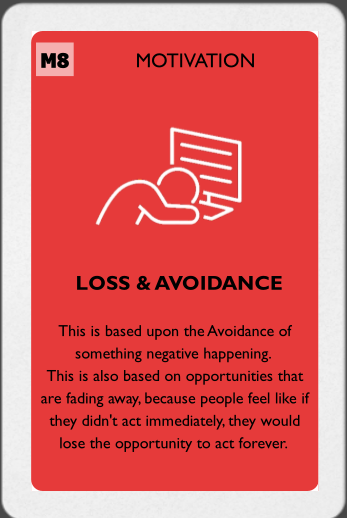 M8
MOTIVATION
LOSS & AVOIDANCE
This is based upon the Avoidance of
something negative happening.
This is also based on opportunities that
are fading away, because people feel like if
they didn't act immediately, they would
lose the opportunity to act forever.